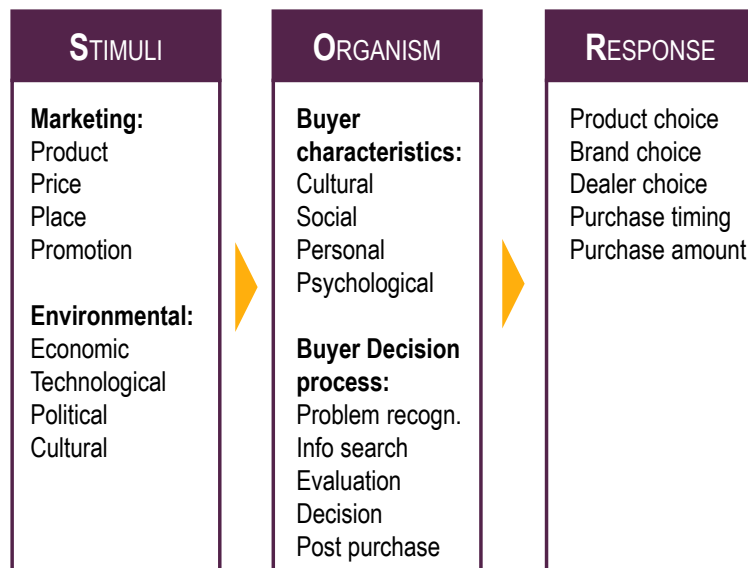 STIMULI
Marketing:
Product
Price
Place
Promotion
Environmental:
Economic
Technological
Political
Cultural
ORGANISM
Buyer
characteristics:
Cultural
Social
Personal
Psychological
Buyer Decision
process:
Problem recogn.
Info search
Evaluation
Decision
Post purchase
RESPONSE
Product choice
Brand choice
Dealer choice
Purchase timing
Purchase amount